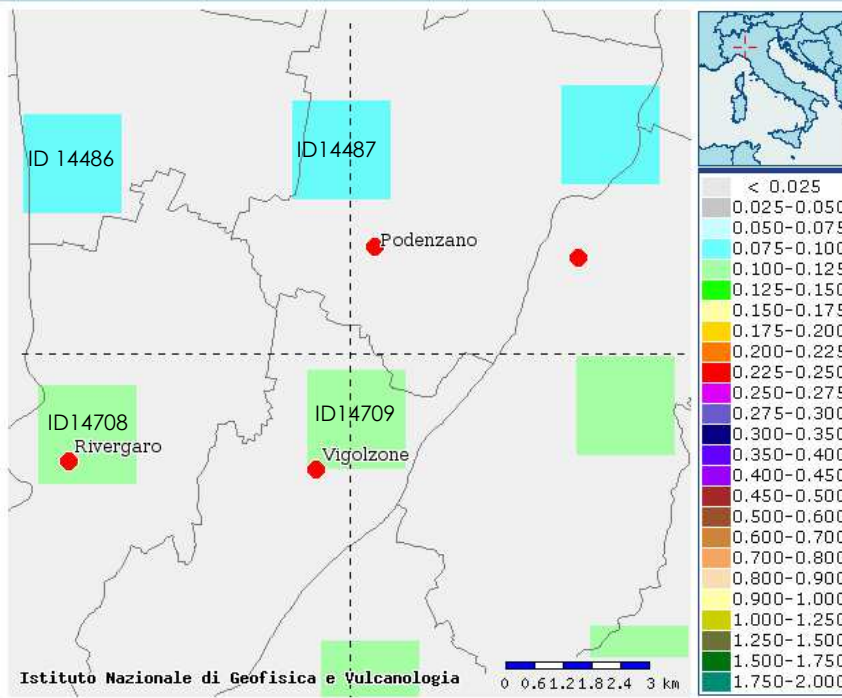 ID 14486
ID14487
Podenzano
ID14708
Rivergaro
ID14709
Vigolzone
Istituto Nazionale di Geofisica e Vulcanologia
0 0.61.21.82.4 3 km
< 0.025
0.025-0.050
0.050-0.075
0.075-0.100
0.100-0.125
0.125-0.150
0.150-0.175
0.175-0.200
0.200-0.225
0.225-0.250
0.250-0.275
0.275-0.300
0.300-0.350
0.350-0.400
0.400-0.450
0.450-0.500
0.500-0.600
0.600-0.700
0.700-0.800
0.800-0.900
0.900-1.000
1.000-1.250
1.250-1.500
1.500-1.750
1.750-2.000